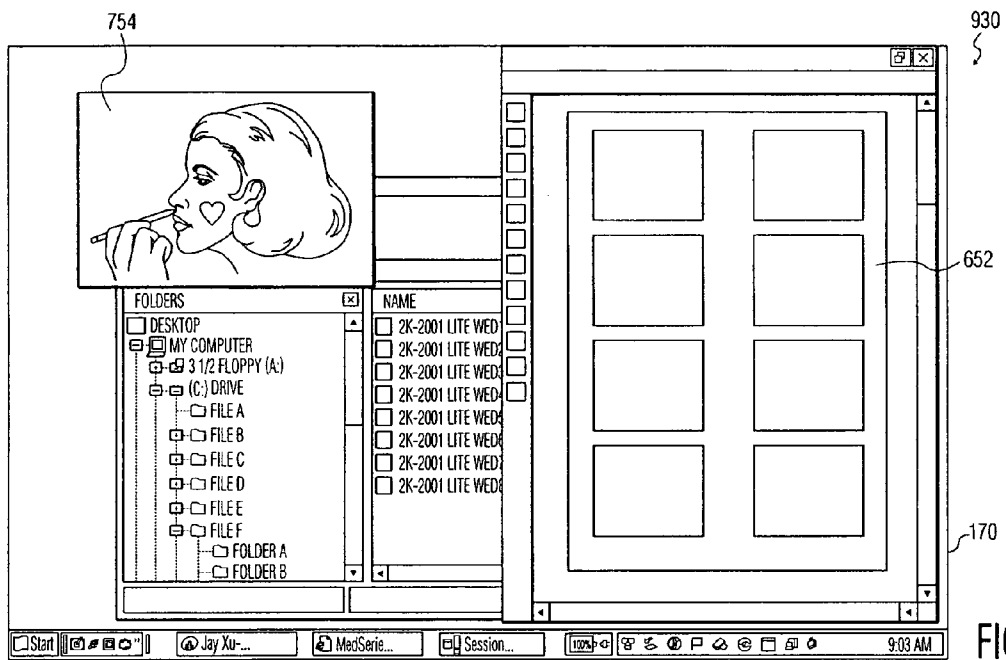 754
930
FOLDERS
NAME
DESKTOP
MY COMPUTER
3 1/2 FLOPPY (A:)
(C:) DRIVE
FILE A
FILE B
FILE C
FILE D
FILE E
FILE F
FOLDER A
FOLDER B
2K-2001 LITE WED1
2K-2001 LITE WED2
2K-2001 LITE WED3
2K-2001 LITE WED4
2K-2001 LITE WED5
2K-2001 LITE WED6
2K-2001 LITE WED7
2K-2001 LITE WED8
652
170
Start
Jay Xu-...
MedSerie...
Session...
100%
9:03 AM
FIG